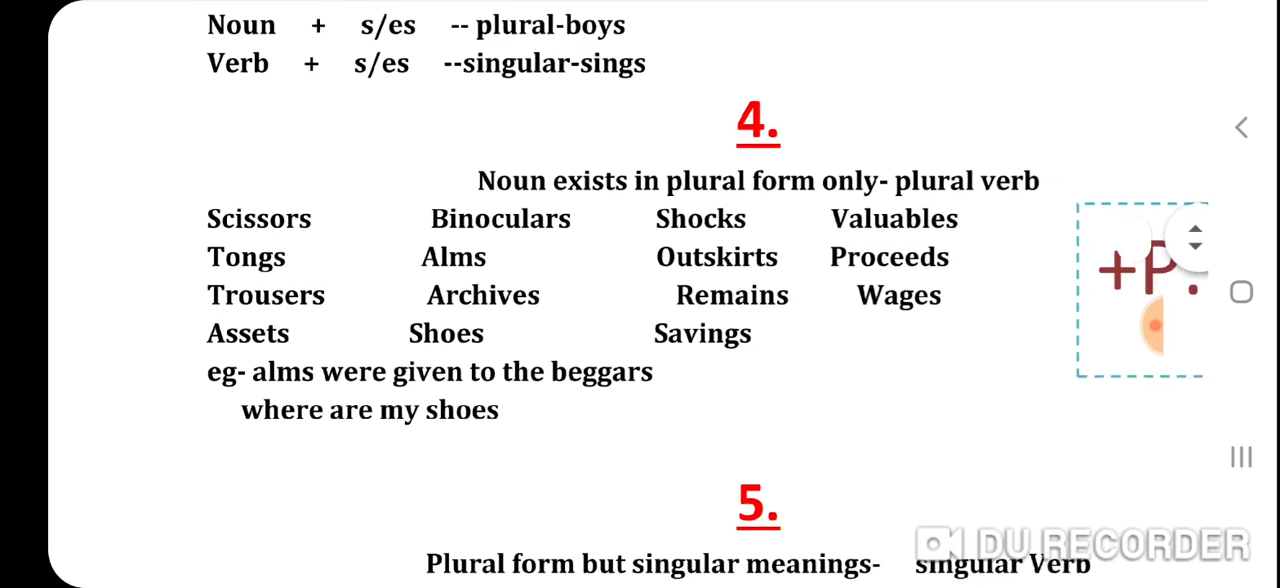 Noun + s/es -- plural-boys
Verb + s/es --singular-sings
4.
Noun exists in plural form only- plural verb
Scissors Binoculars Shocks Valuables
Tongs Alms Outskirts Proceeds
Trousers Archives Remains Wages
Assets Shoes Savings
eg- alms were given to the beggars
where are my shoes
+P.
5.
DU RECORDER
Plural form but singular meanings- singular Verb